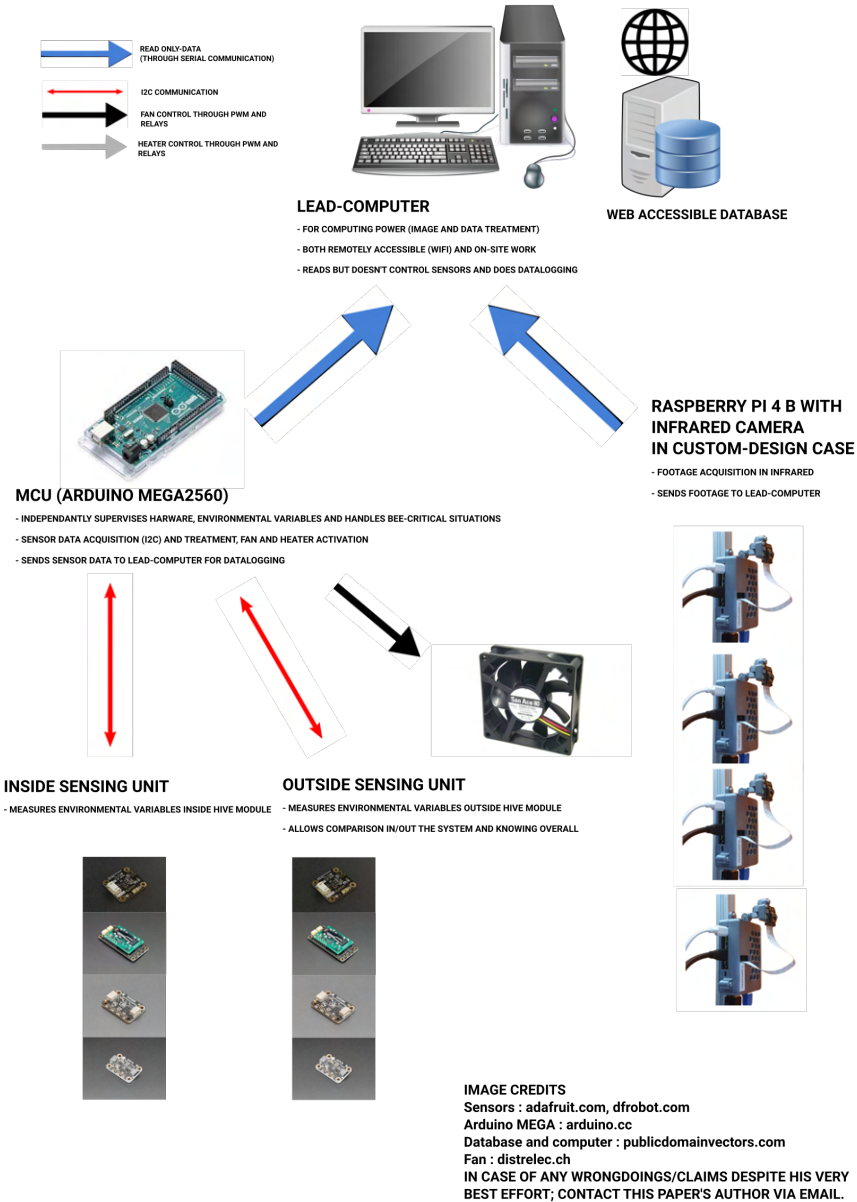 READ ONLY-DATA
(THROUGH SERIAL COMMUNICATION)
I2C COMMUNICATION
FAN CONTROL THROUGH PWM AND
RELAYS
HEATER CONTROL THROUGH PWM AND
RELAYS
LEAD-COMPUTER
- FOR COMPUTING POWER (IMAGE AND DATA TREATMENT)
- BOTH REMOTELY ACCESSIBLE (WIFI) AND ON-SITE WORK
- READS BUT DOESN'T CONTROL SENSORS AND DOES DATALOGGING
WEB ACCESSIBLE DATABASE
RASPBERRY PI 4 B WITH
INFRARED CAMERA
IN CUSTOM-DESIGN CASE
- FOOTAGE ACQUISITION IN INFRARED
- SENDS FOOTAGE TO LEAD-COMPUTER
MCU (ARDUINO MEGA2560)
- INDEPENDANTLY SUPERVISES HARWARE, ENVIRONMENTAL VARIABLES AND HANDLES BEE-CRITICAL SITUATIONS
- SENSOR DATA ACQUISITION (I2C) AND TREATMENT, FAN AND HEATER ACTIVATION
- SENDS SENSOR DATA TO LEAD-COMPUTER FOR DATALOGGING
INSIDE SENSING UNIT
- MEASURES ENVIRONMENTAL VARIABLES INSIDE HIVE MODULE
OUTSIDE SENSING UNIT
- MEASURES ENVIRONMENTAL VARIABLES OUTSIDE HIVE MODULE
- ALLOWS COMPARISON IN/OUT THE SYSTEM AND KNOWING OVERALL
IMAGE CREDITS
Sensors : adafruit.com, dfrobot.com
Arduino MEGA : arduino.cc
Database and computer : publicdomainvectors.com
Fan : distrelec.ch
IN CASE OF ANY WRONGDOINGS/CLAIMS DESPITE HIS VERY
BEST EFFORT; CONTACT THIS PAPER'S AUTHOR VIA EMAIL.